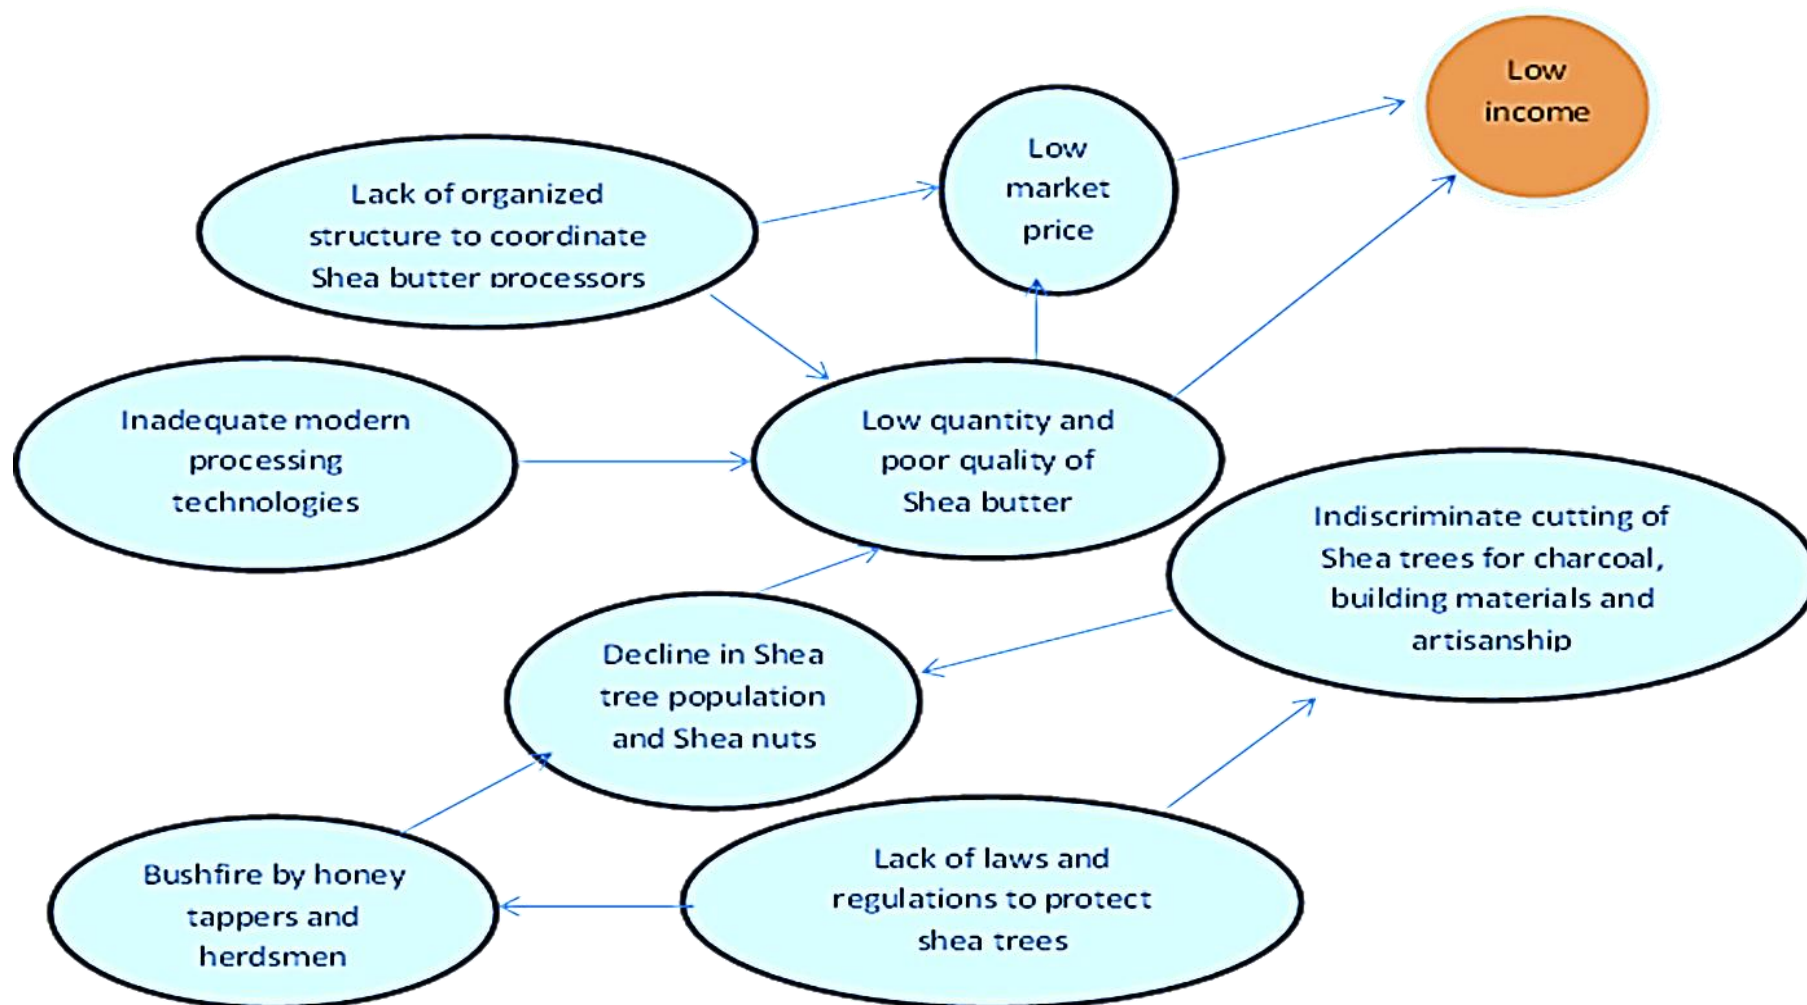 Low
income
Low
market
price
Lack of organized
structure to coordinate
Shea butter processors
Inadequate modern
processing
technologies
Low quantity and
poor quality of
Shea butter
Indiscriminate cutting of
Shea trees for charcoal,
building materials and
artisanship
Decline in Shea
tree population
and Shea nuts
Bushfire by honey
tappers and
herdsmen
Lack of laws and
regulations to protect
shea trees